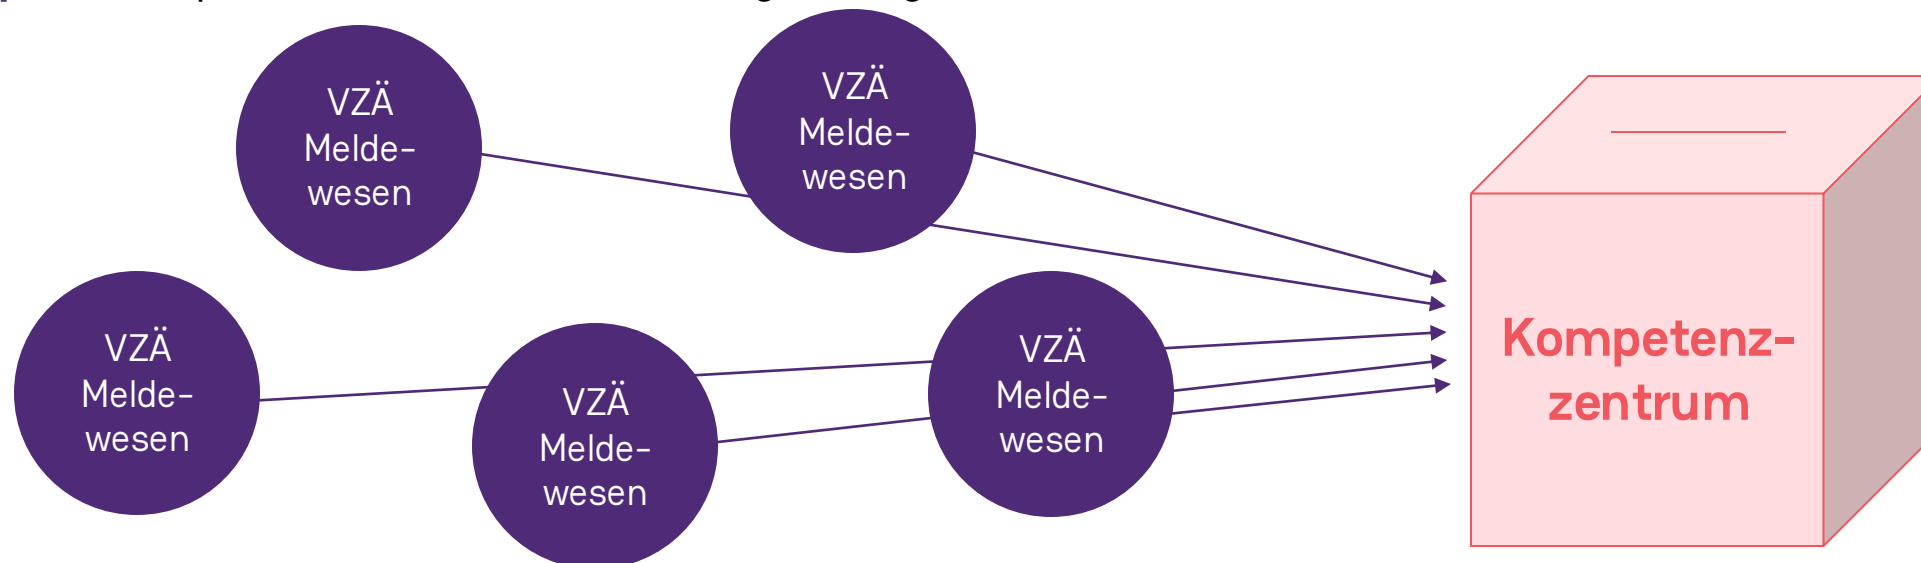 VZÄ
Melde-
wesen
VZÄ
Melde-
wesen
VZÄ
Melde-
wesen
VZÄ
Melde-
wesen
VZÄ
Melde-
wesen
Kompetenz-
zentrum